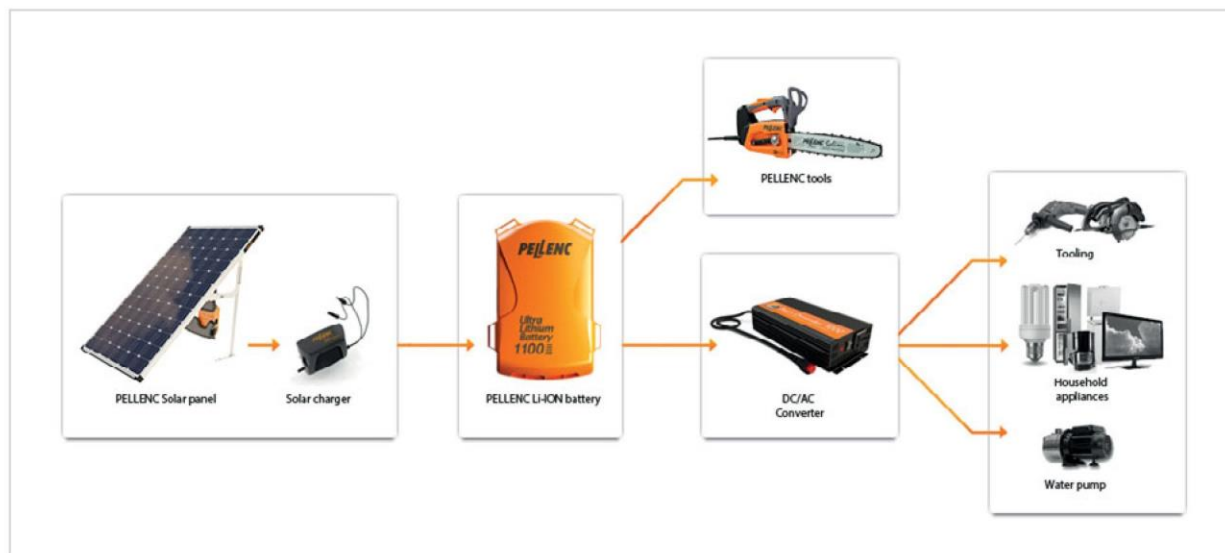 PELLENC Solar panel
Solar charger
PELLENC
Ultra
Lithium
Battery
1100
PELLENC Li-ION battery
PELLENC
PELLENC tools
DC/AC
Converter
Tooling
Household
appliances
Water pump